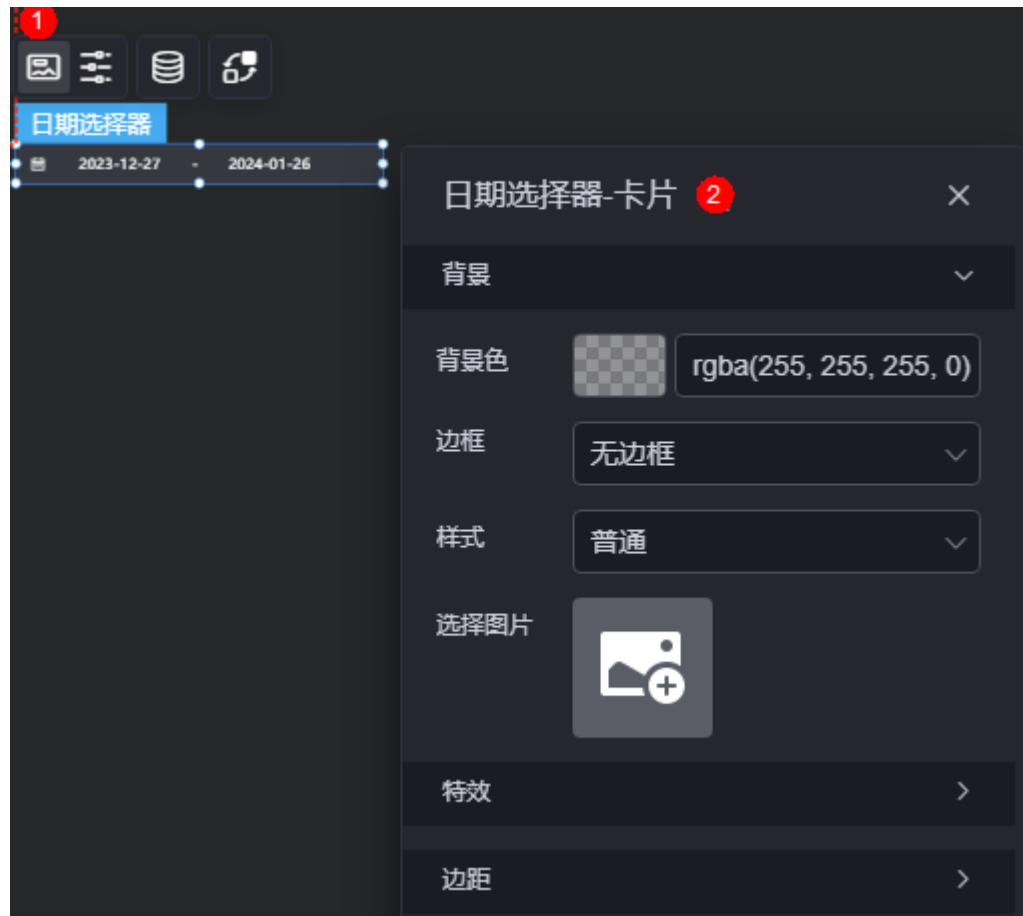 1
日期选择器
2023-12-27 - 2024-01-26
日期选择器-卡片 2
背景
背景色 rgba(255, 255, 255, 0)
边框 无边框
样式 普通
选择图片
特效
边距